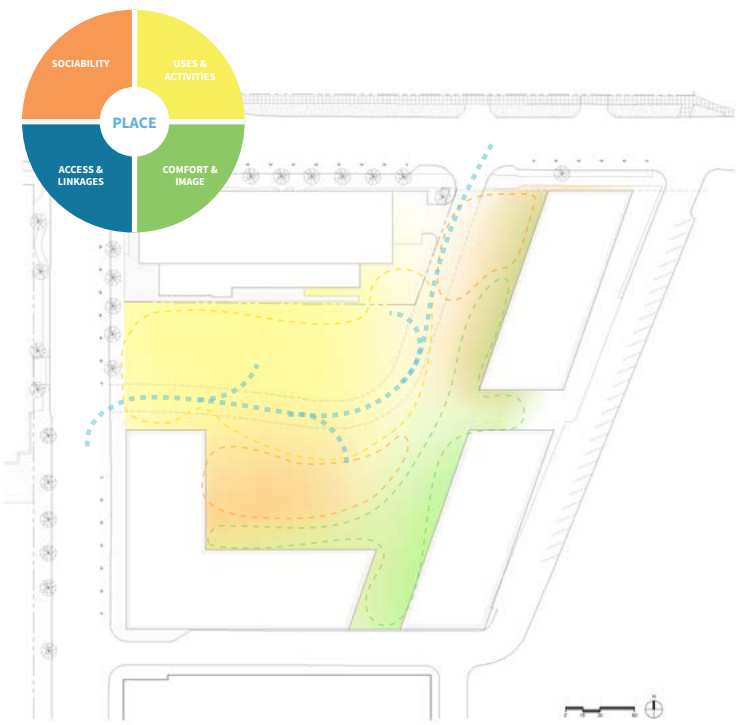 SOCIABILITY
USES &
ACTIVITIES
PLACE
ACCESS &
LINKAGES
COMFORT &
IMAGE